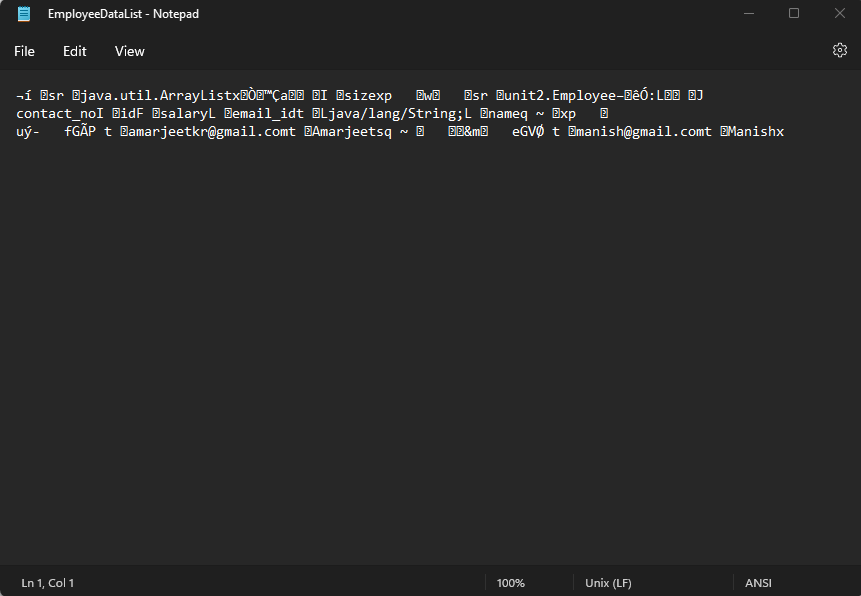 EmployeeDataList - Notepad
File Edit View
¬í sr java.util.ArrayListxÒ™Ça I sizexp w sr unit2.Employee–êÓ:L J
contact_noI idF salaryL email_idt Ljava/lang/String;L nameq ~ xp
uý- fGÃP t amarjeetkr@gmail.comt Amarjeetsq ~ &m eGVØ t manish@gmail.comt Manishx
Ln 1, Col 1 100% Unix (LF) ANSI